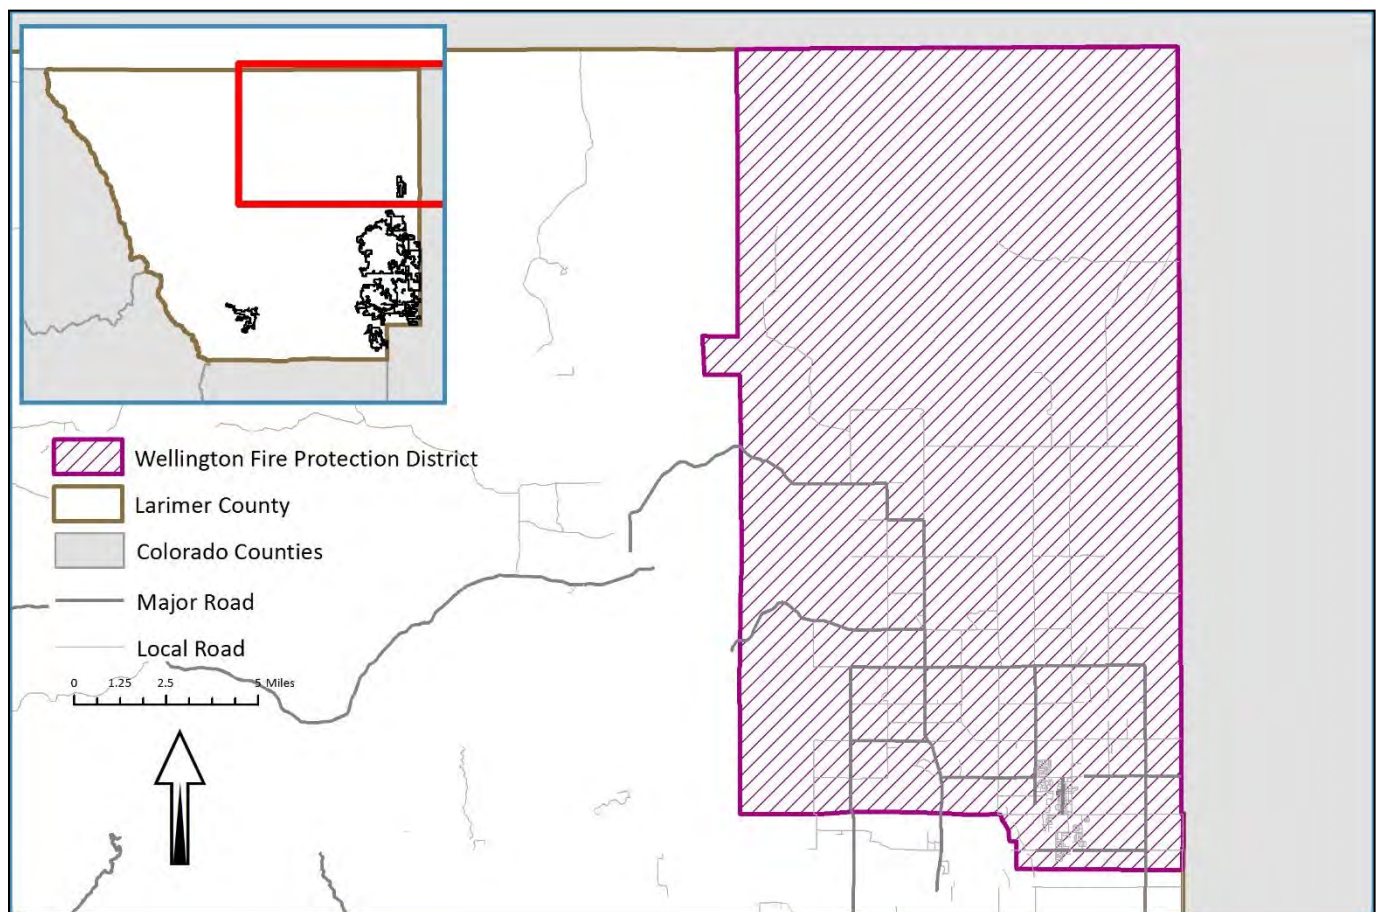 Wellington Fire Protection District
Larimer County
Colorado Counties
Major Road
Local Road
0 1.25 2.5 5 Miles